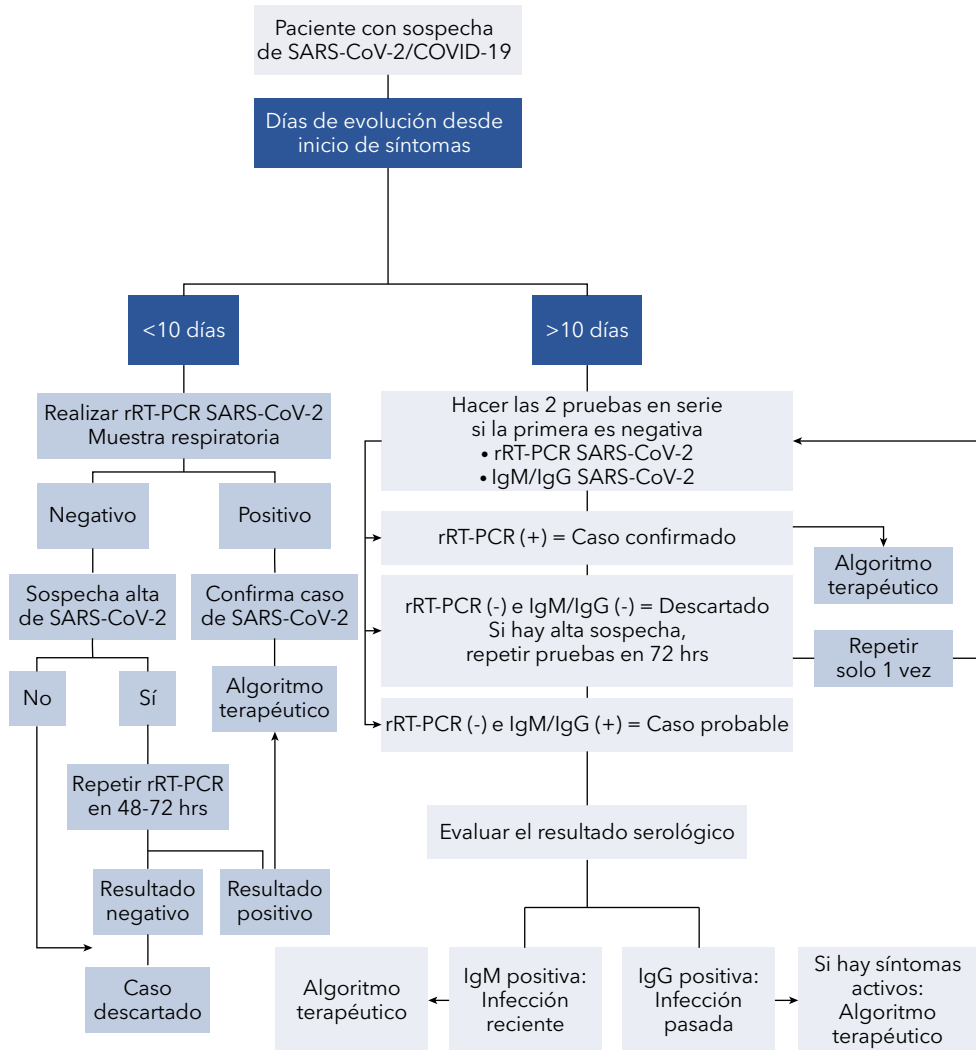 Paciente con sospecha
de SARS-CoV-2/COVID-19
Días de evolución desde
inicio de síntomas
<10 días
>10 días
Realizar rRT-PCR SARS-CoV-2
Muestra respiratoria
Negativo
Positivo
Sospecha alta
de SARS-CoV-2
Confirma caso
de SARS-CoV-2
No
Sí
Algoritmo
terapéutico
Repetir rRT-PCR
en 48-72 hrs
Resultado
negativo
Resultado
positivo
Caso
descartado
Hacer las 2 pruebas en serie
si la primera es negativa
• rRT-PCR SARS-CoV-2
• IgM/IgG SARS-CoV-2
rRT-PCR (+) = Caso confirmado
Algoritmo
terapéutico
rRT-PCR (-) e IgM/IgG (-) = Descartado
Si hay alta sospecha,
repetir pruebas en 72 hrs
Repetir
solo 1 vez
rRT-PCR (-) e IgM/IgG (+) = Caso probable
Evaluar el resultado serológico
Algoritmo
terapéutico
IgM positiva:
Infección
reciente
IgG positiva:
Infección
pasada
Si hay síntomas
activos:
Algoritmo
terapéutico